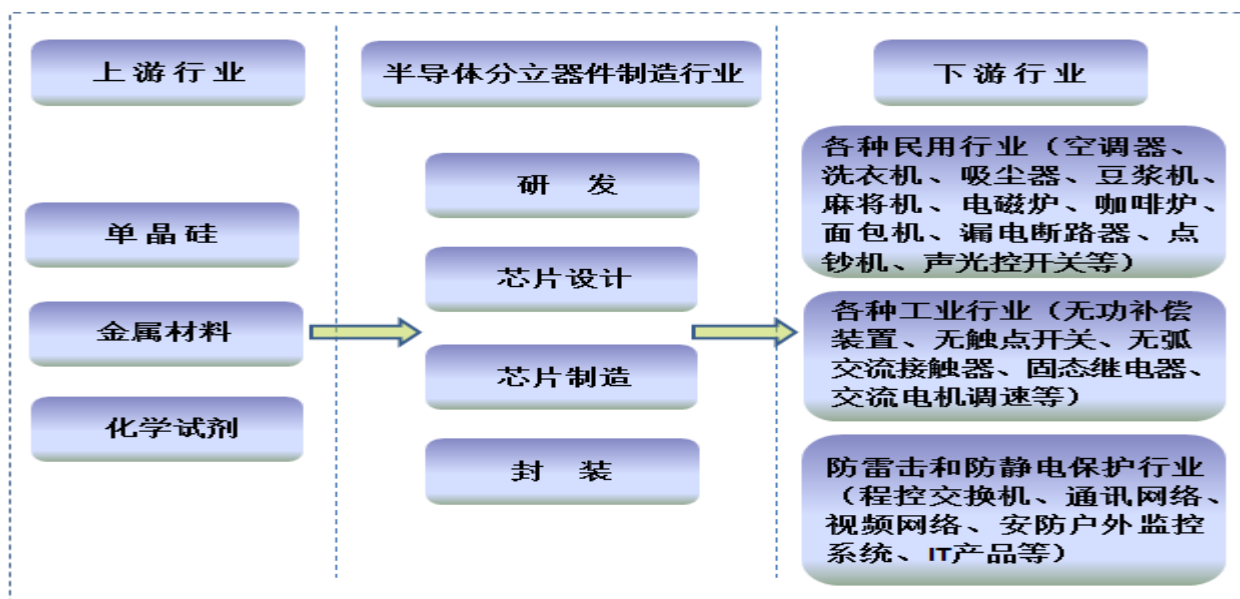 上游行业
单晶硅
金属材料
化学试剂
半导体分立器件制造行业
研 发
芯片设计
芯片制造
封 装
下游行业
各种民用行业（空调器、
洗衣机、吸尘器、豆浆机、
麻将机、电磁炉、咖啡炉、
面包机、漏电断路器、点
钞机、声光控开关等）
各种工业行业（无功补偿
装置、无触点开关、无弧
交流接触器、固态继电器、
交流电机调速等）
防雷击和防静电保护行业
（程控交换机、通讯网络、
视频网络、安防户外监控
系统、IT产品等）